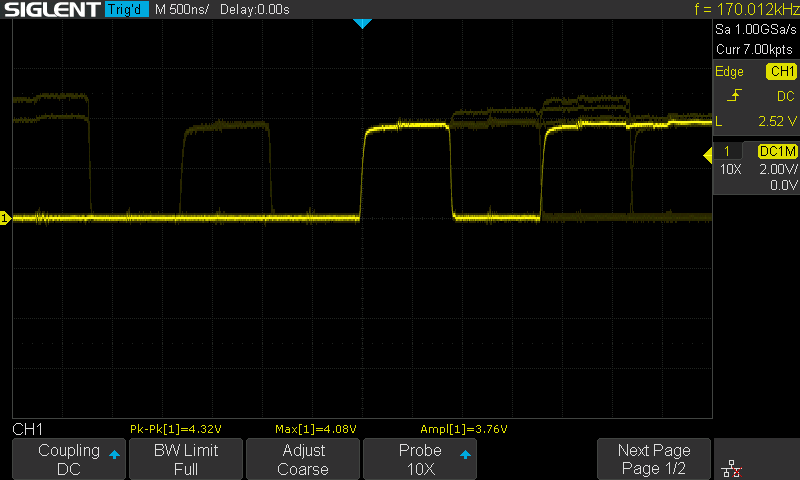 SIGLENT Trig'd M 500ns/ Delay:0.00s f = 170.012kHz
Sa 1.00GSa/s
Curr 7.00kpts
Edge CH1
DC
L 2.52 V
1 DC1M
10X 2.00V/
0.0V
1
CH1 Pk-Pk[1]=4.32V Max[1]=4.08V Ampl[1]=3.76V
Coupling BW Limit Adjust Probe Next Page
DC Full Coarse 10X Page 1/2